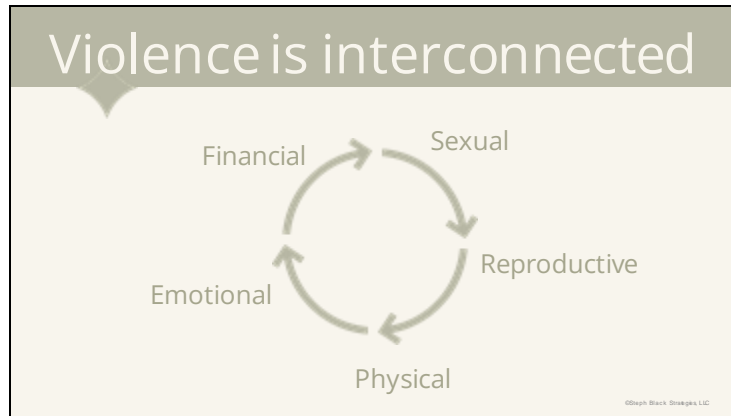 Violence is interconnected
Financial
Sexual
Reproductive
Emotional
Physical
©Steph Black Strategies, LLC